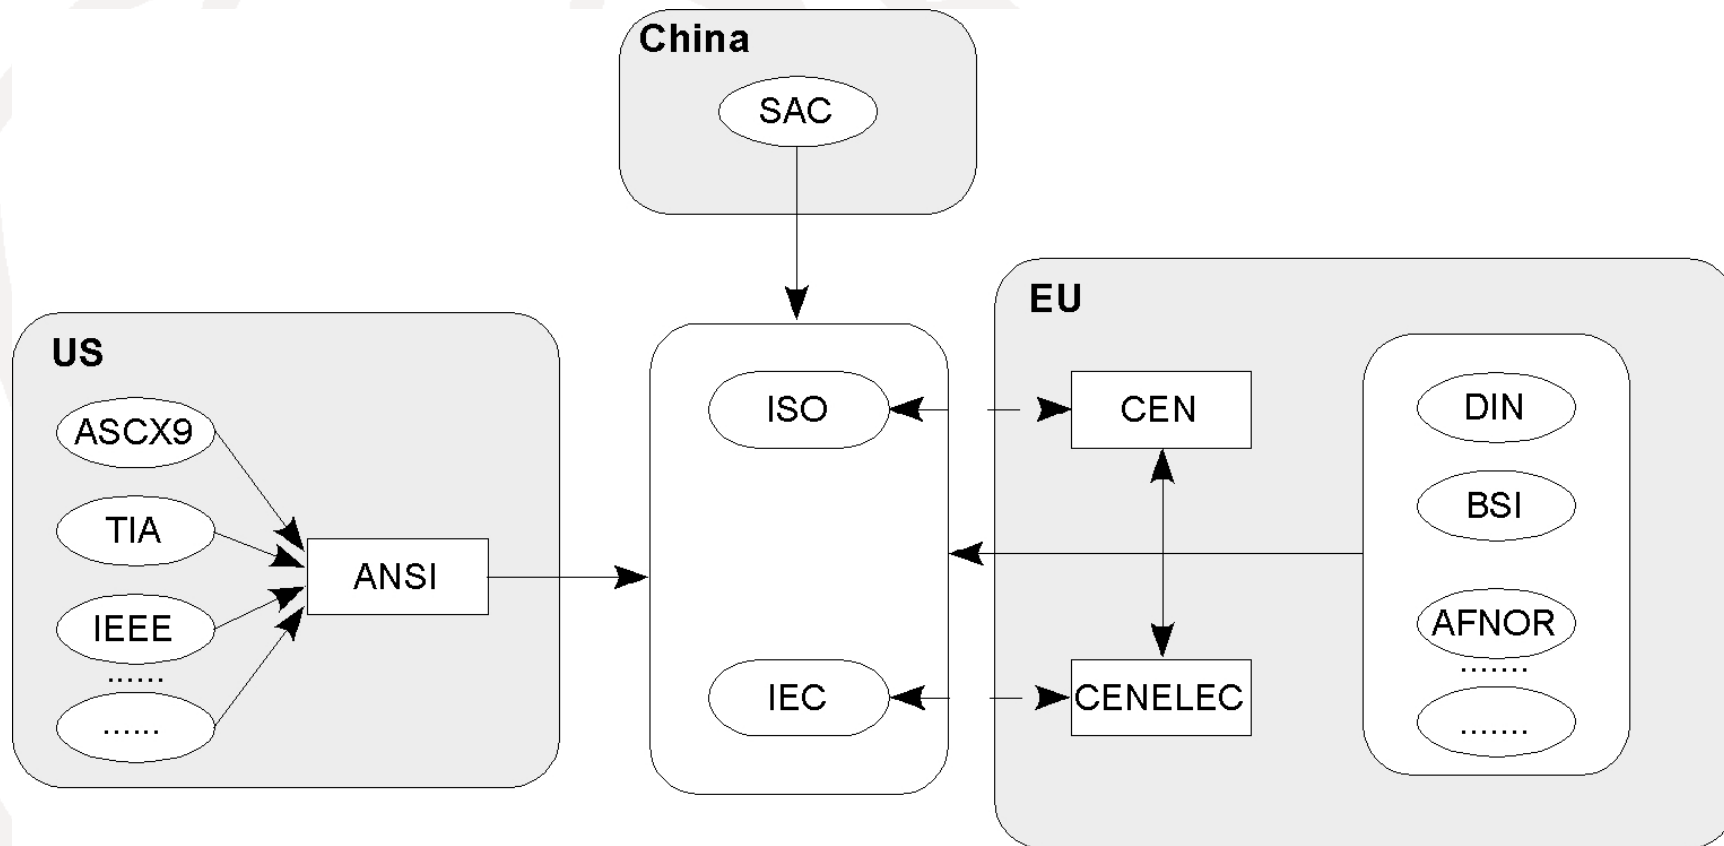 China
SAC
US
ASCX9
TIA
IEEE
......
......
ANSI
ISO
IEC
EU
CEN
CENELEC
DIN
BSI
AFNOR
.......
.......